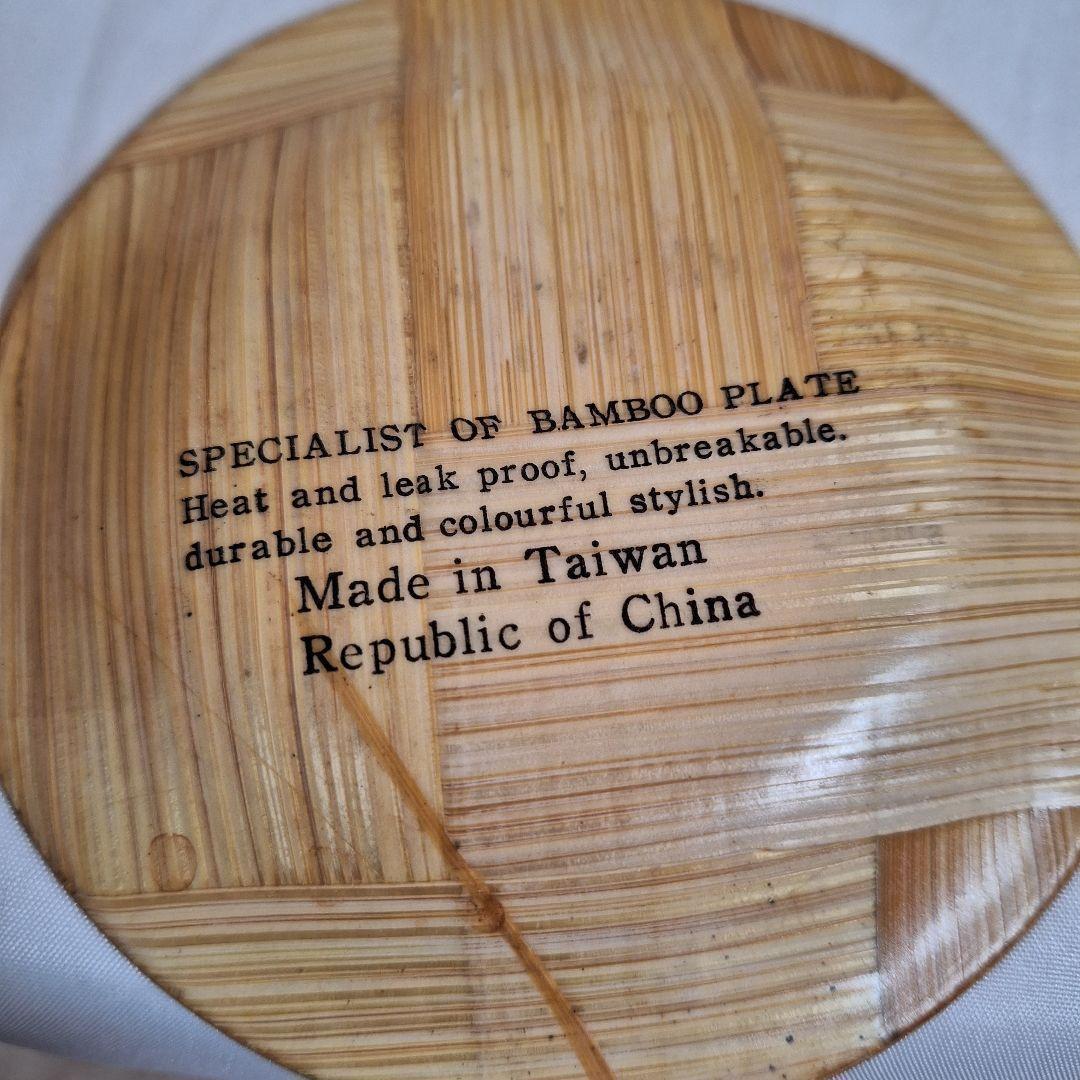 SPECIALIST OF BAMBOO PLATE
Heat and leak proof, unbreakable.
durable and colourful stylish.
Made in Taiwan
Republic of China